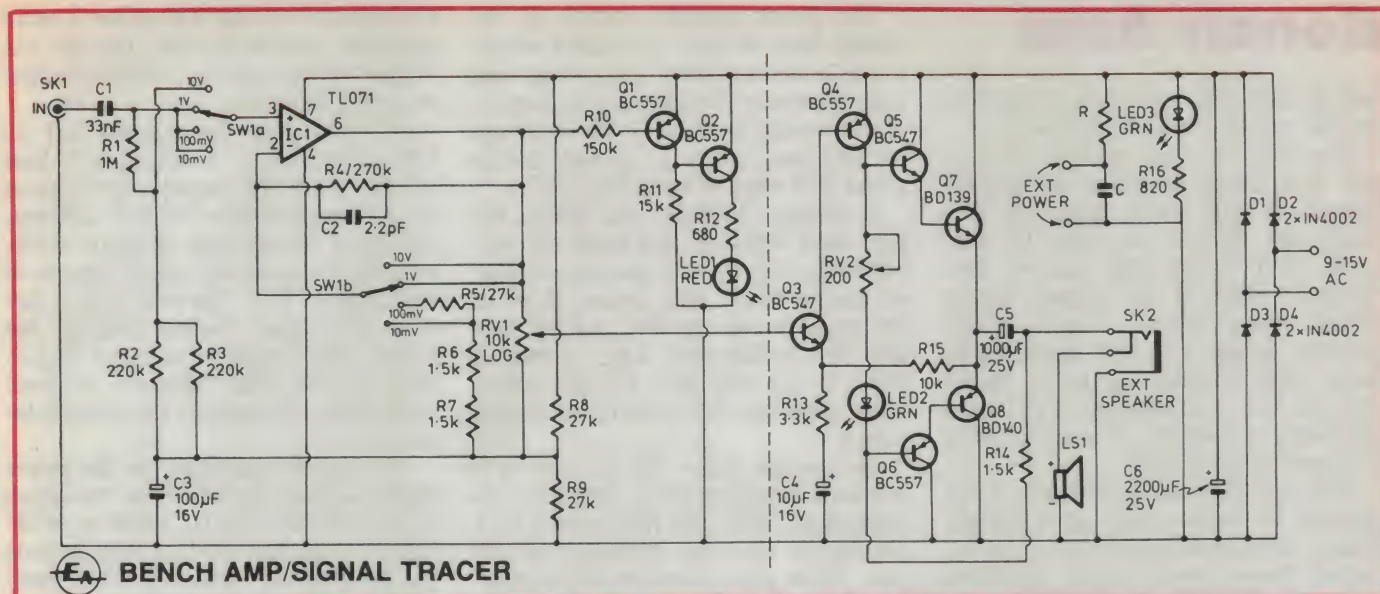 SK1
IN
C1
33nF
R1
1M
10V
1V
100mV
10mV
SW1a
TL071
3
+
IC1
7
6
2
-
4
R4/270k
C2
2·2pF
SW1b
10V
1V
100mV
10mV
R5/27k
R2
220k
R3
220k
R6
1.5k
R7
1.5k
RV1
10k
LOG
R8
27k
R9
27k
C3
100µF
16V
+
R10
150k
Q1
BC557
Q2
BC557
R11
15k
R12
680
LED1
RED
Q3
BC547
Q4
BC557
Q5
BC547
Q7
BD139
RV2
200
R13
3.3k
C4
10µF
16V
+
R15
10k
LED2
GRN
Q6
BC557
Q8
BD140
C5
1000µF
25V
+
R14
1.5k
LS1
+
-
SK2
EXT
SPEAKER
R
C
EXT
POWER
LED3
GRN
R16
820
C6
2200µF
25V
+
D1
D2
2×IN4002
9-15V
AC
D3
D4
2×IN4002
EA BENCH AMP/SIGNAL TRACER